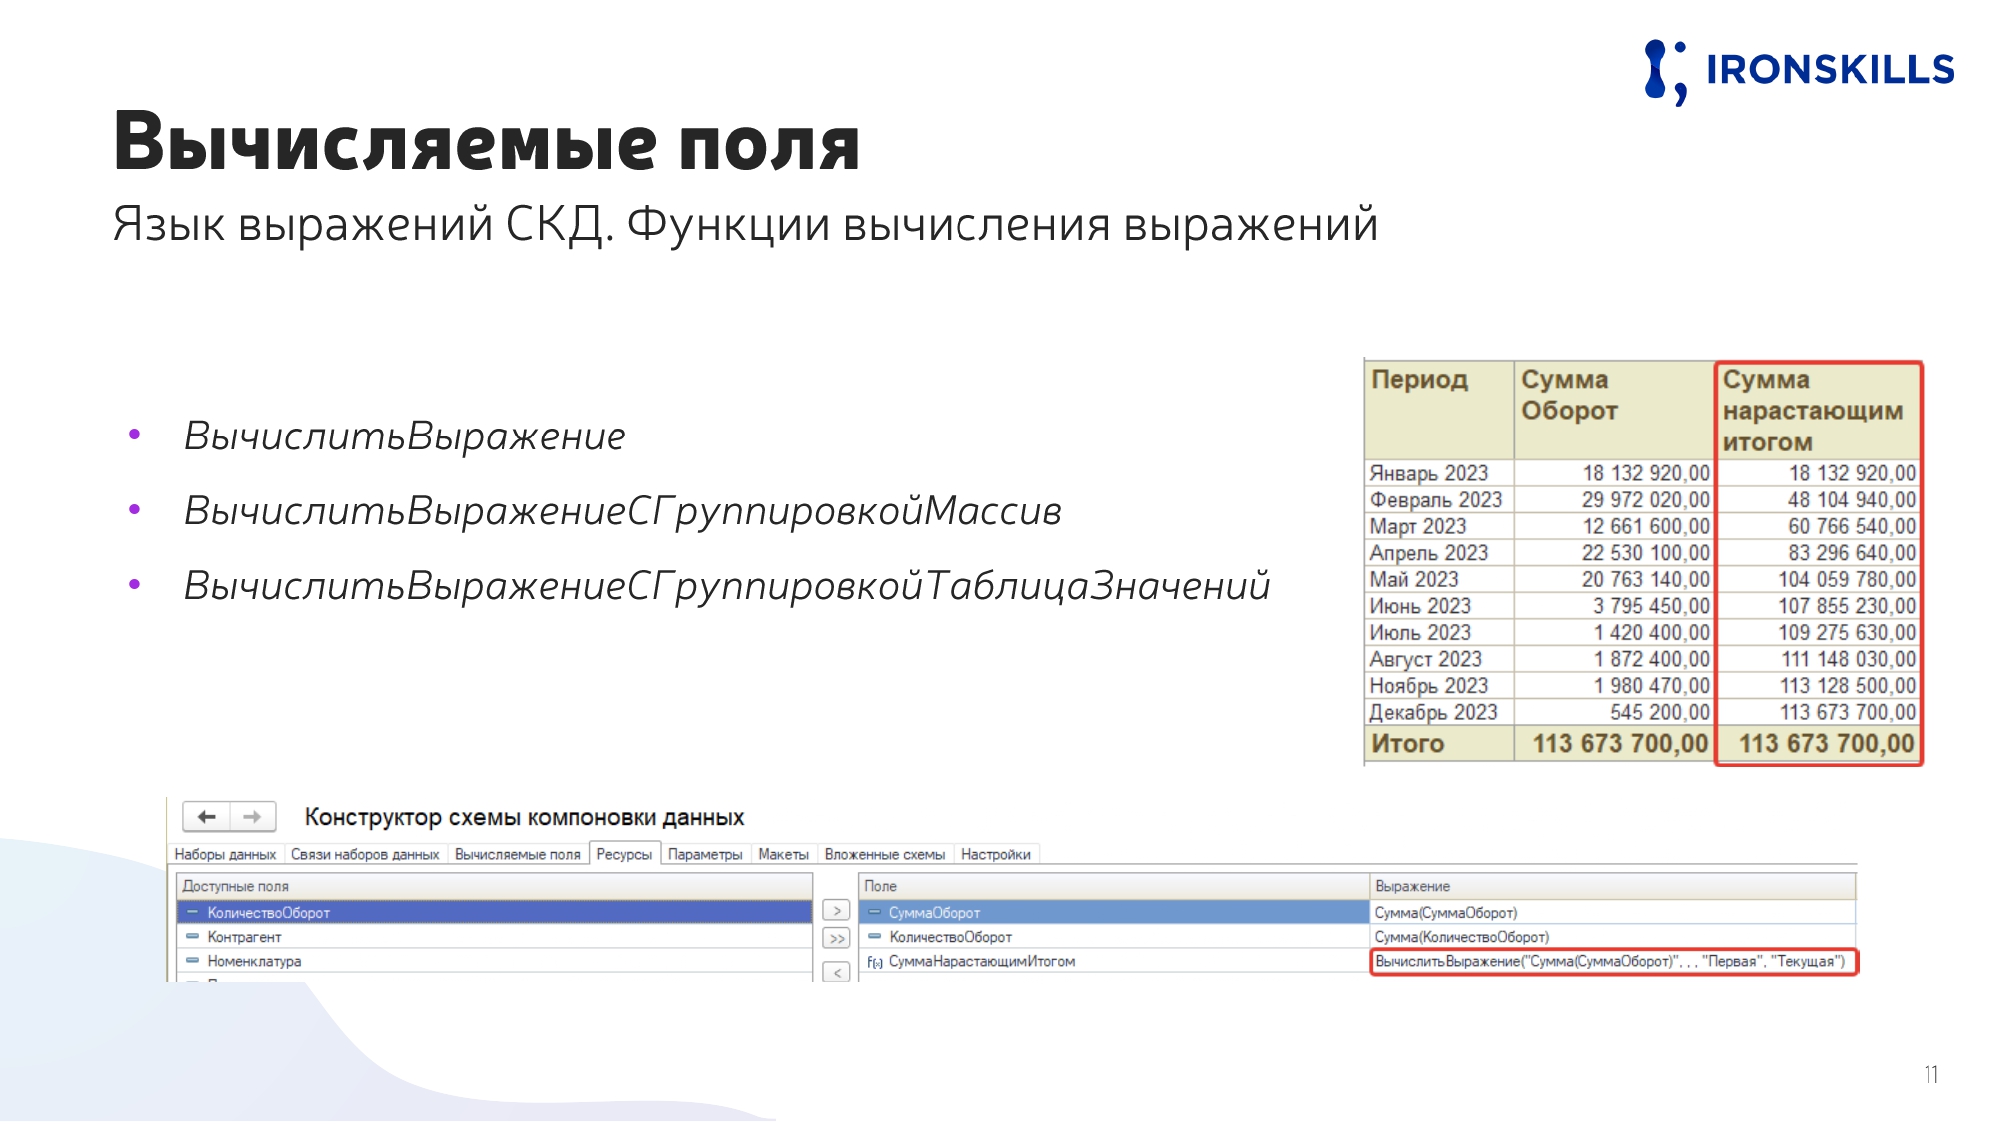 IRONSKILLS
Вычисляемые поля
Язык выражений СКД. Функции вычисления выражений
• ВычислитьВыражение
• ВычислитьВыражениеСГруппировкойМассив
• ВычислитьВыражениеСГруппировкойТаблицаЗначений
Период Сумма Оборот Сумма нарастающим итогом
Январь 2023 18 132 920,00 18 132 920,00
Февраль 2023 29 972 020,00 48 104 940,00
Март 2023 12 661 600,00 60 766 540,00
Апрель 2023 22 530 100,00 83 296 640,00
Май 2023 20 763 140,00 104 059 780,00
Июнь 2023 3 795 450,00 107 855 230,00
Июль 2023 1 420 400,00 109 275 630,00
Август 2023 1 872 400,00 111 148 030,00
Ноябрь 2023 1 980 470,00 113 128 500,00
Декабрь 2023 545 200,00 113 673 700,00
Итого 113 673 700,00 113 673 700,00
Конструктор схемы компоновки данных
Наборы данных Связи наборов данных Вычисляемые поля Ресурсы Параметры Макеты Вложенные схемы Настройки
Доступные поля Поле Выражение
КоличествоОборот > СуммаОборот Сумма(СуммаОборот)
Контрагент >> КоличествоОборот Сумма(КоличествоОборот)
Номенклатура < СуммаНарастающимИтогом ВычислитьВыражение("Сумма(СуммаОборот)", , , "Первая", "Текущая")
11